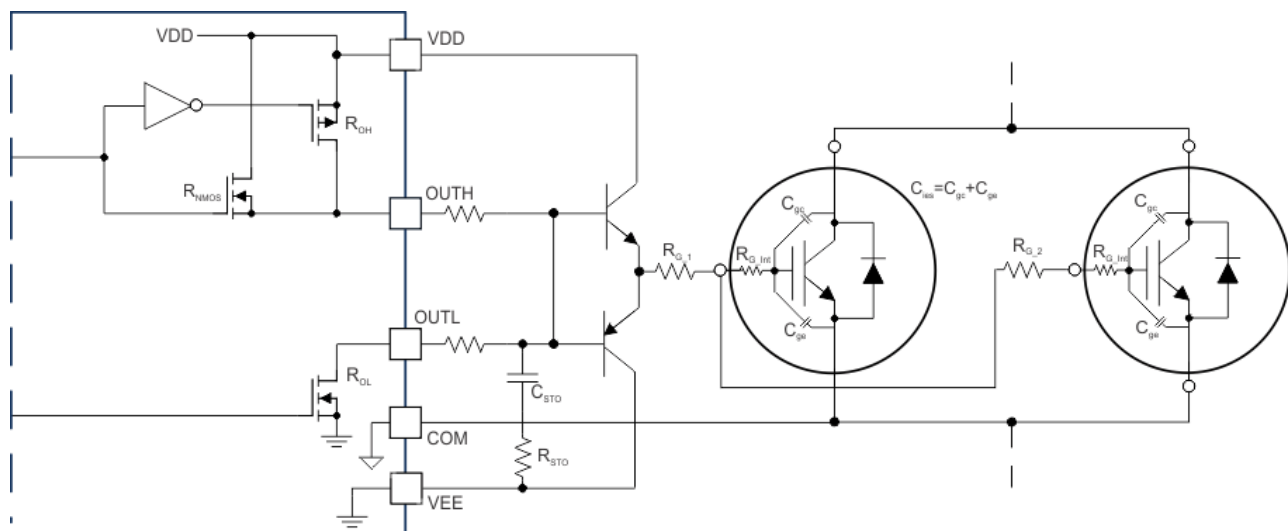 VDD
VDD
R_OH
R_NMOS
OUTH
C_ies=C_gc+C_ge
C_gc
C_gc
R_G_1
R_G_Int
R_G_2
R_G_Int
C_ge
C_ge
OUTL
R_OL
C_STO
COM
R_STO
VEE